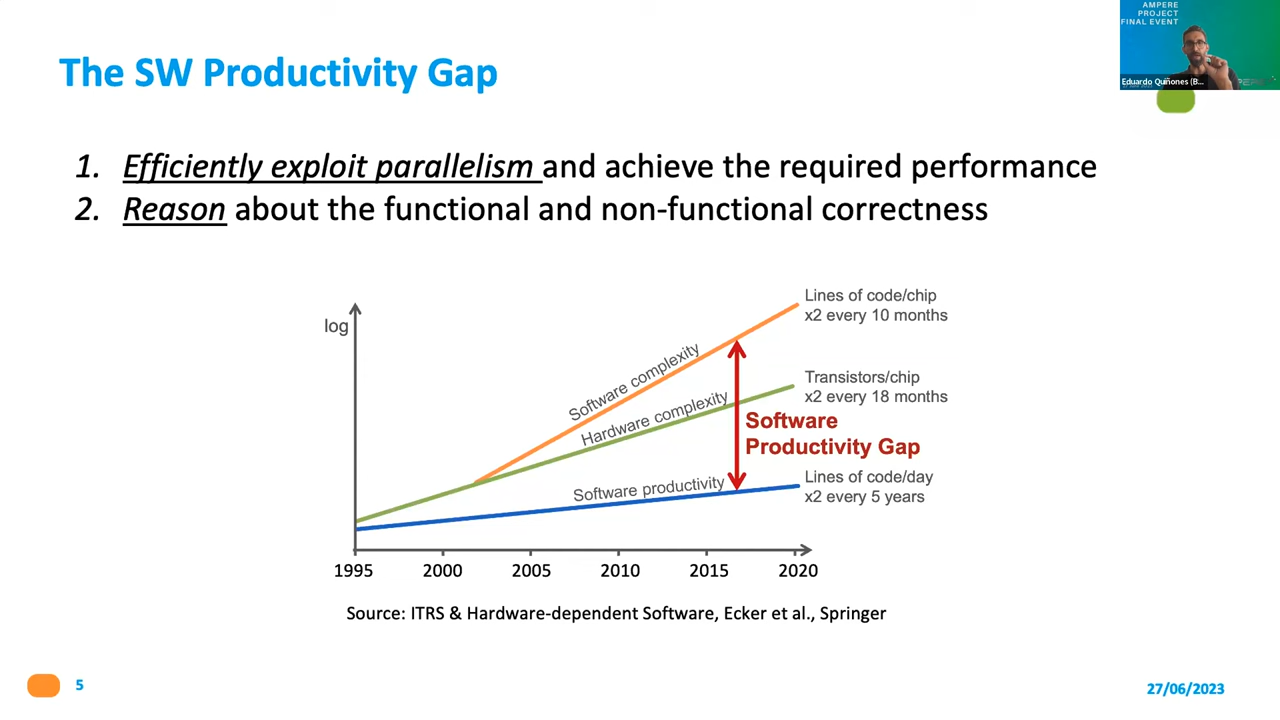 AMPERE
PROJECT
FINAL EVENT
Eduardo Quiñones (B...
The SW Productivity Gap
1. Efficiently exploit parallelism and achieve the required performance
2. Reason about the functional and non-functional correctness
log
Lines of code/chip
x2 every 10 months
Software complexity
Transistors/chip
x2 every 18 months
Hardware complexity
Software
Productivity Gap
Lines of code/day
x2 every 5 years
Software productivity
1995 2000 2005 2010 2015 2020
Source: ITRS & Hardware-dependent Software, Ecker et al., Springer
5
27/06/2023